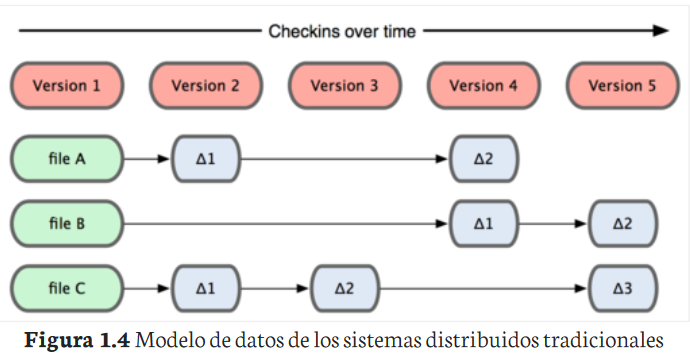 Checkins over time
Version 1 Version 2 Version 3 Version 4 Version 5
file A Δ1 Δ2
file B Δ1 Δ2
file C Δ1 Δ2 Δ3
Figura 1.4 Modelo de datos de los sistemas distribuidos tradicionales